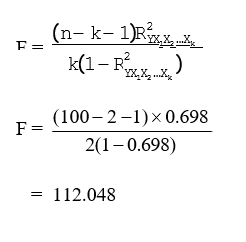 F = (n- k- 1)R²YX₁X₂...Xₖ / k(1- R²YX₁X₂...Xₖ)
F = (100-2-1)×0.698 / 2(1-0.698)
= 112.048